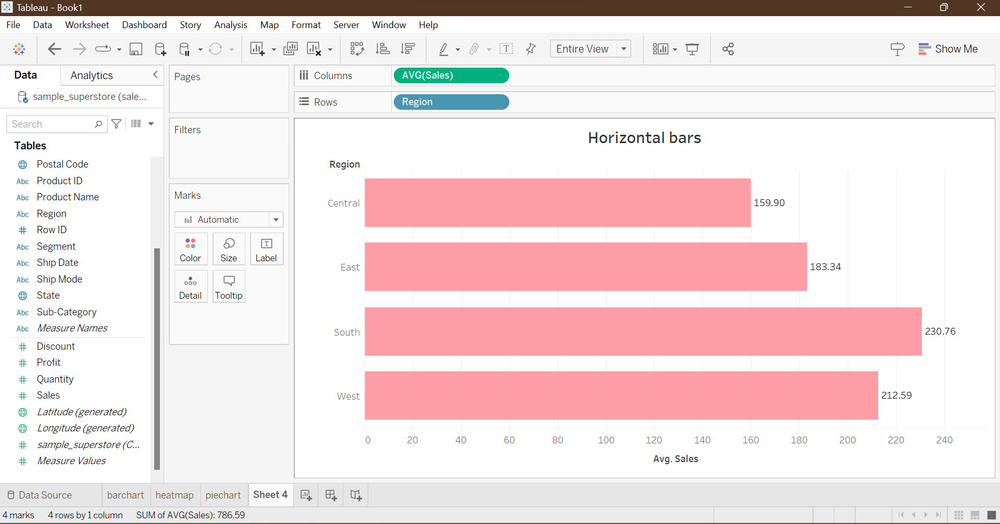 Tableau - Book1
File Data Worksheet Dashboard Story Analysis Map Format Server Window Help
Entire View
Show Me
Data Analytics
sample_superstore (sale...
Search
Tables
Postal Code
Abc Product ID
Abc Product Name
Abc Region
Row ID
Abc Segment
Abc Ship Date
Abc Ship Mode
State
Abc Sub-Category
Abc Measure Names
Discount
Profit
Quantity
Sales
Latitude (generated)
Longitude (generated)
sample_superstore (C...
Measure Values
Pages
Filters
Marks
Automatic
Color Size Label
Detail Tooltip
Columns AVG(Sales)
Rows Region
Horizontal bars
Region
Central 159.90
East 183.34
South 230.76
West 212.59
0 20 40 60 80 100 120 140 160 180 200 220 240
Avg. Sales
Data Source barchart heatmap piechart Sheet 4
4 marks 4 rows by 1 column SUM of AVG(Sales): 786.59